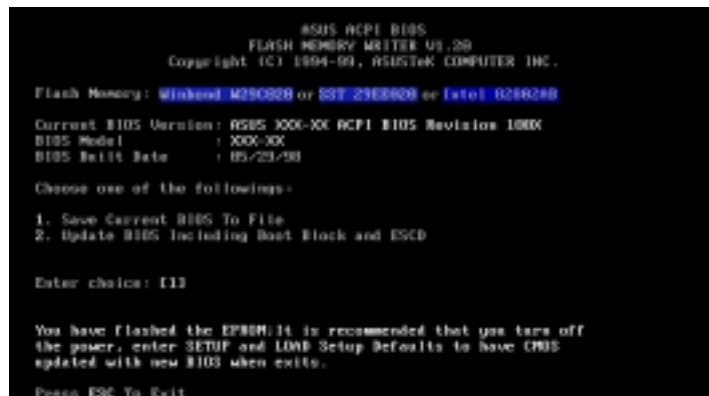 ASUS ACPI BIOS
FLASH MEMORY WRITER V1.20
Copyright (C) 1994-99, ASUSTeK COMPUTER INC.
Flash Memory: Winbond W29C020 or SST 29EE020 or Intel 82802AB
Current BIOS Version: ASUS XXX-XX ACPI BIOS Revision 100X
BIOS Model : XXX-XX
BIOS Built Date : 05/29/98
Choose one of the followings:
1. Save Current BIOS To File
2. Update BIOS Including Boot Block and ESCD
Enter choice: [1]
You have flashed the EPROM; It is recommended that you turn off
the power, enter SETUP and LOAD Setup Defaults to have CMOS
updated with new BIOS when exits.
Press ESC To Exit